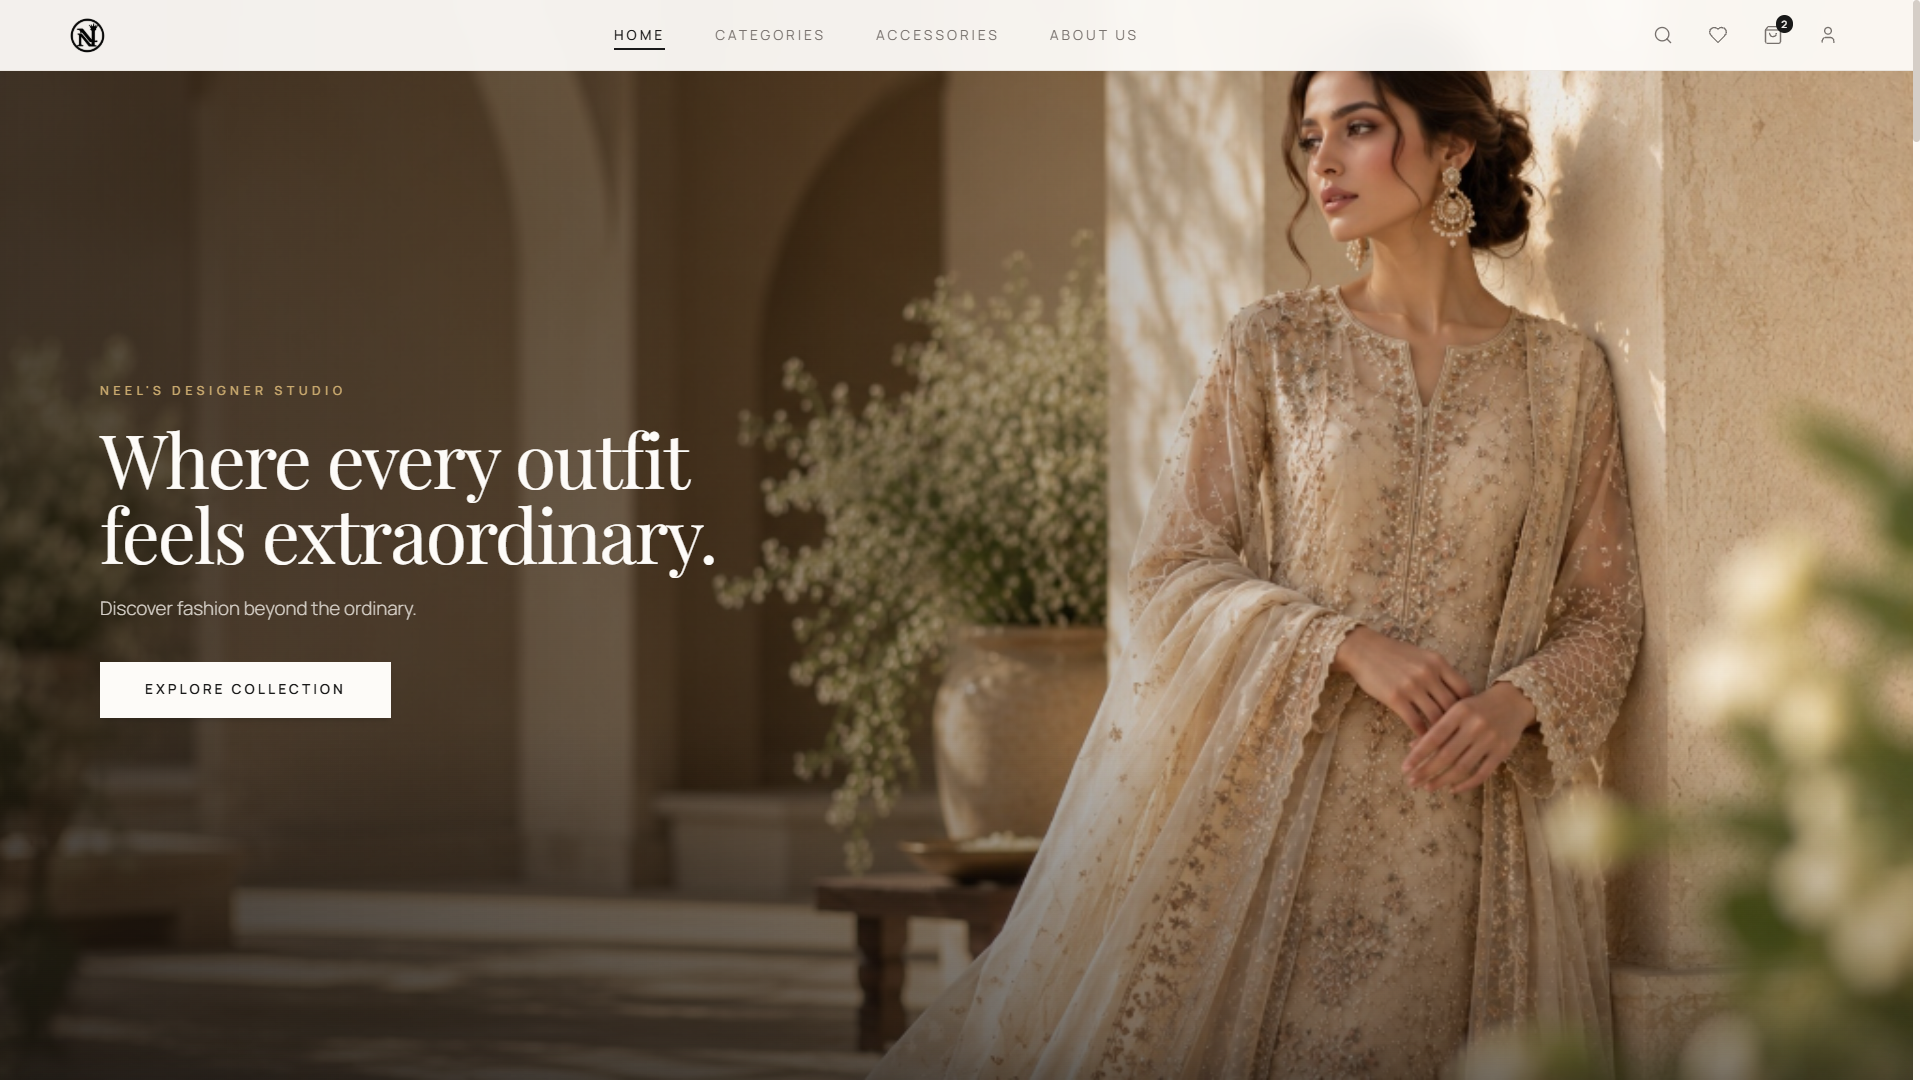 N
HOME
CATEGORIES
ACCESSORIES
ABOUT US
2
NEEL'S DESIGNER STUDIO
Where every outfit
feels extraordinary.
Discover fashion beyond the ordinary.
EXPLORE COLLECTION